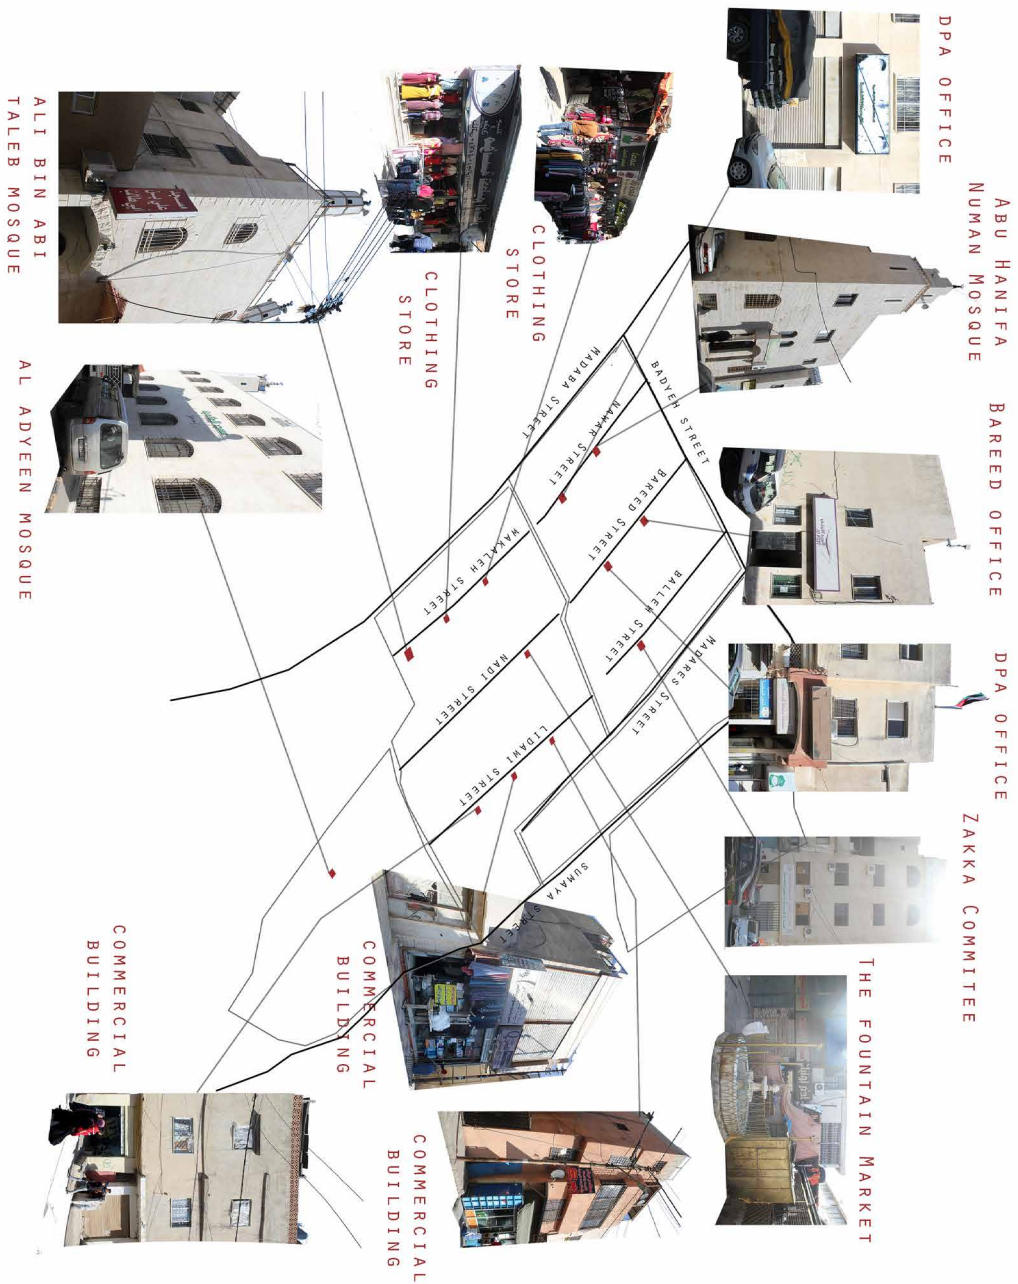 DPA OFFICE
ABU HANIFA
NUMAN MOSQUE
BAREED OFFICE
DPA OFFICE
ZAKKA COMMITTEE
THE FOUNTAIN MARKET
CLOTHING
STORE
CLOTHING
STORE
ALI BIN ABI
TALEB MOSQUE
AL ADYEEN MOSQUE
BADYEH STREET
MADABA STREET
NAWAR STREET
BAREED STREET
BALLEH STREET
MADARES STREET
WAKALEH STREET
NADI STREET
LIDAWI STREET
SUMAYA STREET
COMMERCIAL
BUILDING
COMMERCIAL
BUILDING
COMMERCIAL
BUILDING